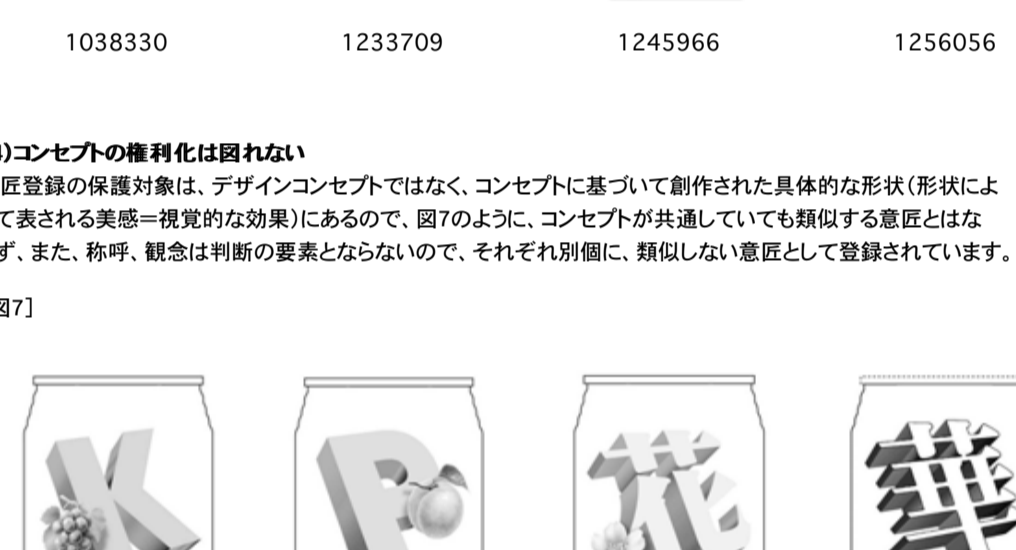 1038330 1233709 1245966 1256056
)コンセプトの権利化は図れない
匠登録の保護対象は、デザインコンセプトではなく、コンセプトに基づいて創作された具体的な形状(形状によ
て表される美感=視覚的な効果)にあるので、図7のように、コンセプトが共通していても類似する意匠とはな
ず、また、称呼、観念は判断の要素とならないので、それぞれ別個に、類似しない意匠として登録されています。
図7]
K P 花 華